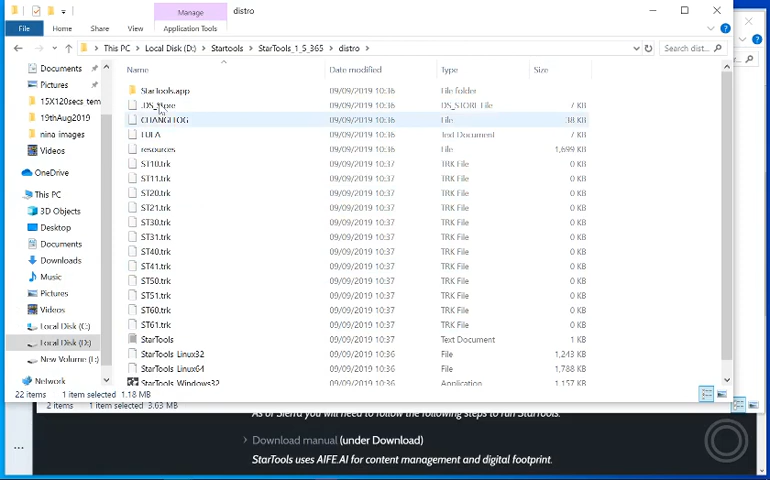 Manage
distro
File
Home
Share
View
Application Tools
This PC > Local Disk (D:) > Startools > StarTools_1_5_365 > distro >
Search dist...
Name
Date modified
Type
Size
Documents
Pictures
15X120secs_tem
19thAug2019
nina images
Videos
OneDrive
This PC
3D Objects
Desktop
Documents
Downloads
Music
Pictures
Videos
Local Disk (C:)
Local Disk (D:)
New Volume (E:)
Network
StarTools.app 09/09/2019 10:36 File folder
09/09/2019 10:36 DS_STORE File 7 KB
CHANGELOG 09/09/2019 10:36 File 38 KB
EULA 09/09/2019 10:36 Text Document 7 KB
resources 09/09/2019 10:36 File 1,699 KB
ST10.trk 09/09/2019 10:37 TRK File 0 KB
ST11.trk 09/09/2019 10:37 TRK File 0 KB
ST20.trk 09/09/2019 10:37 TRK File 0 KB
ST21.trk 09/09/2019 10:37 TRK File 0 KB
ST30.trk 09/09/2019 10:37 TRK File 0 KB
ST31.trk 09/09/2019 10:37 TRK File 0 KB
ST40.trk 09/09/2019 10:37 TRK File 0 KB
ST41.trk 09/09/2019 10:37 TRK File 0 KB
ST50.trk 09/09/2019 10:37 TRK File 0 KB
ST51.trk 09/09/2019 10:37 TRK File 0 KB
ST60.trk 09/09/2019 10:37 TRK File 0 KB
ST61.trk 09/09/2019 10:37 TRK File 0 KB
StarTools 09/09/2019 10:36 Text Document 1 KB
StarTools_Linux32 09/09/2019 10:36 File 1,243 KB
StarTools_Linux64 09/09/2019 10:36 File 1,788 KB
StarTools_Windows32 09/09/2019 10:36 Application 1,157 KB
22 items
1 item selected 1.18 MB
2 items
1 item selected 3.63 MB
As of Sierra you will need to follow the following steps to run StarTools.
Download manual (under Download)
StarTools uses AIFE.AI for content management and digital footprint.